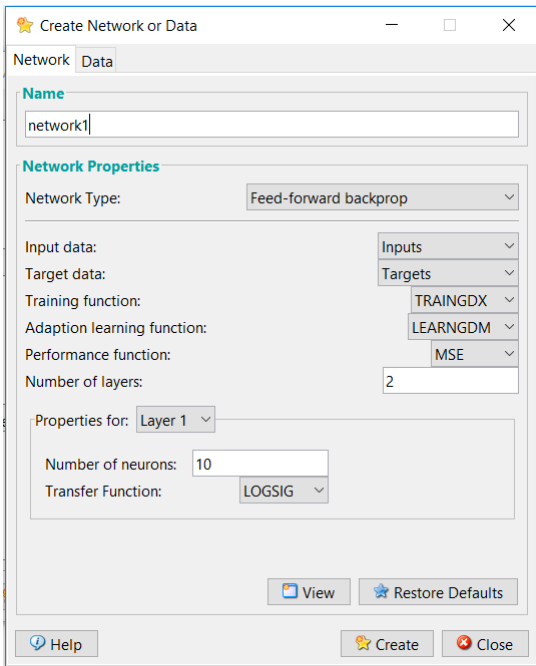 Create Network or Data
Network Data
Name
network1
Network Properties
Network Type: Feed-forward backprop
Input data: Inputs
Target data: Targets
Training function: TRAINGDX
Adaption learning function: LEARNGDM
Performance function: MSE
Number of layers: 2
Properties for: Layer 1
Number of neurons: 10
Transfer Function: LOGSIG
View Restore Defaults
Help Create Close